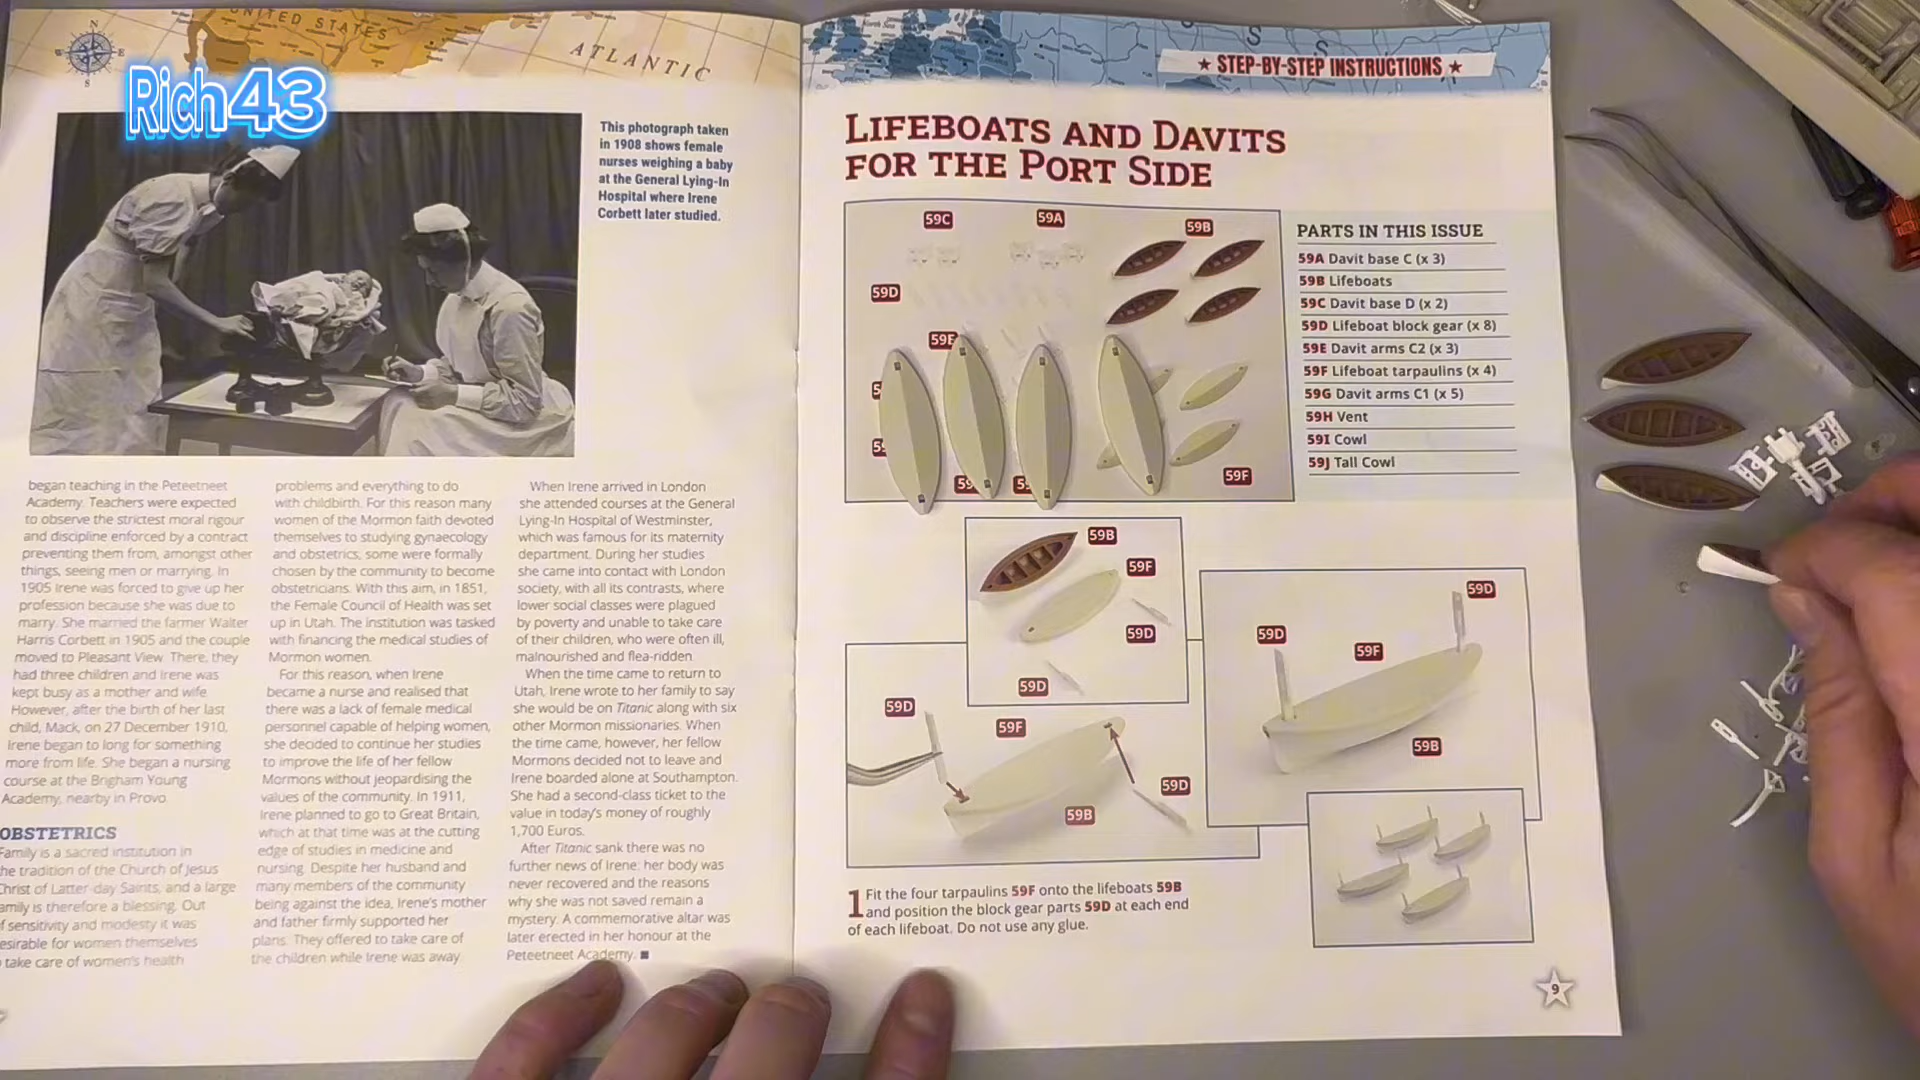 UNITED STATES
ATLANTIC
Rich43
This photograph taken
in 1908 shows female
nurses weighing a baby
at the General Lying-In
Hospital where Irene
Corbett later studied.
began teaching in the Peteetneet
Academy. Teachers were expected
to observe the strictest moral rigour
and discipline enforced by a contract
preventing them from, amongst other
things, seeing men or marrying. In
1905 Irene was forced to give up her
profession because she was due to
marry. She married the farmer Walter
Harris Corbett in 1905 and the couple
moved to Pleasant View. There, they
had three children and Irene was
kept busy as a mother and wife.
However, after the birth of her last
child, Mack, on 27 December 1910,
Irene began to long for something
more from life. She began a nursing
course at the Brigham Young
Academy, nearby in Provo.
OBSTETRICS
Family is a sacred institution in
the tradition of the Church of Jesus
Christ of Latter-day Saints, and a large
family is therefore a blessing. Out
of sensitivity and modesty it was
desirable for women themselves
take care of women's health
problems and everything to do
with childbirth. For this reason many
women of the Mormon faith devoted
themselves to studying gynaecology
and obstetrics, some were formally
chosen by the community to become
obstetricians. With this aim, in 1851,
the Female Council of Health was set
up in Utah. The institution was tasked
with financing the medical studies of
Mormon women.
For this reason, when Irene
became a nurse and realised that
there was a lack of female medical
personnel capable of helping women,
she decided to continue her studies
to improve the life of her fellow
Mormons without jeopardising the
values of the community. In 1911,
Irene planned to go to Great Britain,
which at that time was at the cutting
edge of studies in medicine and
nursing. Despite her husband and
many members of the community
being against the idea, Irene's mother
and father firmly supported her
plans. They offered to take care of
the children while Irene was away.
When Irene arrived in London
she attended courses at the General
Lying-In Hospital of Westminster,
which was famous for its maternity
department. During her studies
she came into contact with London
society, with all its contrasts, where
lower social classes were plagued
by poverty and unable to take care
of their children, who were often ill,
malnourished and flea-ridden.
When the time came to return to
Utah, Irene wrote to her family to say
she would be on Titanic along with six
other Mormon missionaries. When
the time came, however, her fellow
Mormons decided not to leave and
Irene boarded alone at Southampton.
She had a second-class ticket to the
value in today's money of roughly
1,700 Euros.
After Titanic sank there was no
further news of Irene: her body was
never recovered and the reasons
why she was not saved remain a
mystery. A commemorative altar was
later erected in her honour at the
Peteetneet Academy. ■
★ STEP-BY-STEP INSTRUCTIONS ★
LIFEBOATS AND DAVITS
FOR THE PORT SIDE
59C 59A 59B
59D
59E
59F
PARTS IN THIS ISSUE
59A Davit base C (x 3)
59B Lifeboats
59C Davit base D (x 2)
59D Lifeboat block gear (x 8)
59E Davit arms C2 (x 3)
59F Lifeboat tarpaulins (x 4)
59G Davit arms C1 (x 5)
59H Vent
59I Cowl
59J Tall Cowl
59B
59F
59D
59D
59D
59F
59D
59B
59D
59D
59F
59B
1 Fit the four tarpaulins 59F onto the lifeboats 59B
and position the block gear parts 59D at each end
of each lifeboat. Do not use any glue.
9